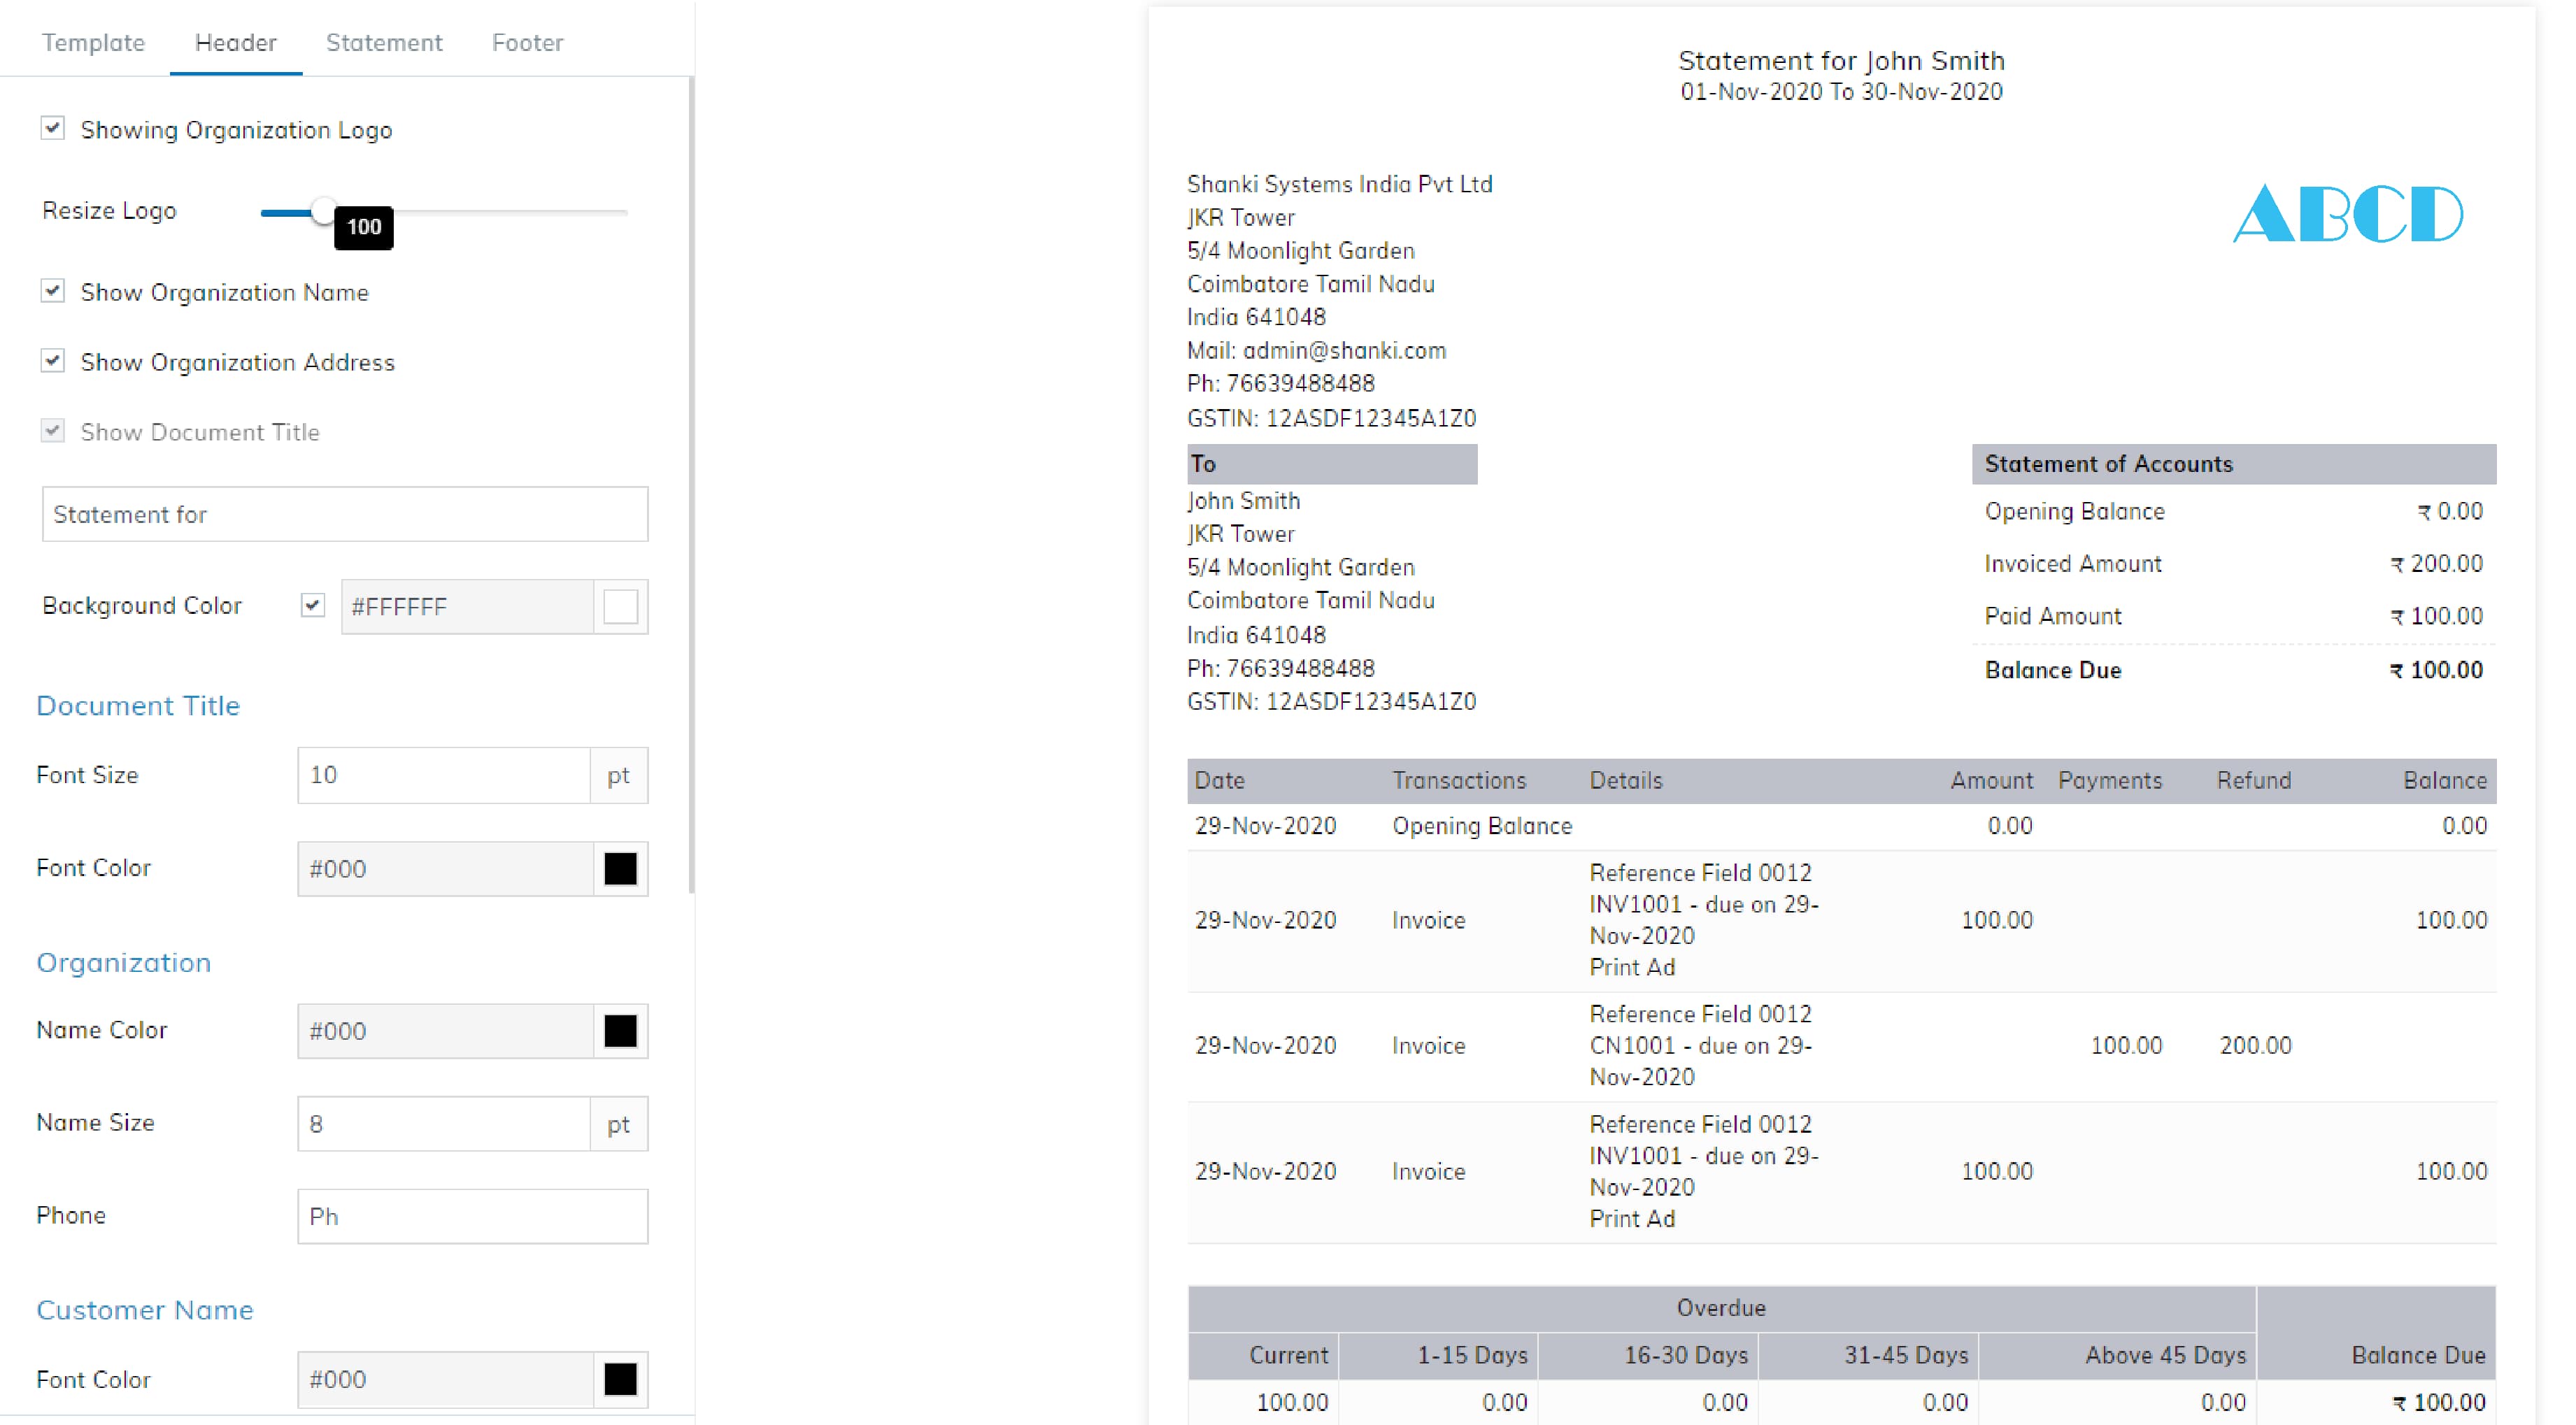 Template Header Statement Footer
Showing Organization Logo
Resize Logo 100
Show Organization Name
Show Organization Address
Show Document Title
Statement for
Background Color #FFFFFF
Document Title
Font Size 10 pt
Font Color #000
Organization
Name Color #000
Name Size 8 pt
Phone Ph
Customer Name
Font Color #000
Statement for John Smith
01-Nov-2020 To 30-Nov-2020
Shanki Systems India Pvt Ltd
JKR Tower
5/4 Moonlight Garden
Coimbatore Tamil Nadu
India 641048
Mail: admin@shanki.com
Ph: 76639488488
GSTIN: 12ASDF12345A1Z0
ABCD
To
John Smith
JKR Tower
5/4 Moonlight Garden
Coimbatore Tamil Nadu
India 641048
Ph: 76639488488
GSTIN: 12ASDF12345A1Z0
Statement of Accounts
Opening Balance ₹ 0.00
Invoiced Amount ₹ 200.00
Paid Amount ₹ 100.00
Balance Due ₹ 100.00
Date Transactions Details Amount Payments Refund Balance
29-Nov-2020 Opening Balance 0.00 0.00
Reference Field 0012
INV1001 - due on 29-
29-Nov-2020 Invoice 100.00 100.00
Nov-2020
Print Ad
Reference Field 0012
29-Nov-2020 Invoice CN1001 - due on 29- 100.00 200.00
Nov-2020
Reference Field 0012
INV1001 - due on 29-
29-Nov-2020 Invoice 100.00 100.00
Nov-2020
Print Ad
Overdue
Current 1-15 Days 16-30 Days 31-45 Days Above 45 Days Balance Due
100.00 0.00 0.00 0.00 0.00 ₹ 100.00